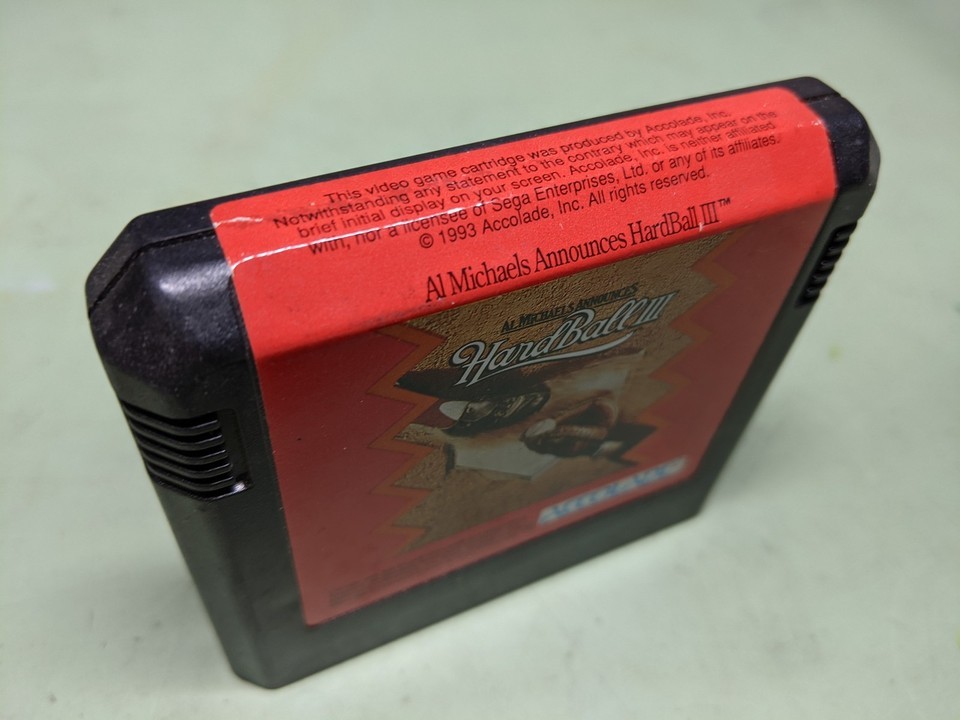 This video game cartridge was produced by Accolade, Inc.
Notwithstanding any statement to the contrary which may appear on the
brief initial display on your screen. Accolade, Inc. is neither affiliated
with, nor a licensee of Sega Enterprises, Ltd. or any of its affiliates.
© 1993 Accolade, Inc. All rights reserved.
Al Michaels Announces HardBall III™
AL MICHAELS ANNOUNCES
HardBall III
ACCOLADE